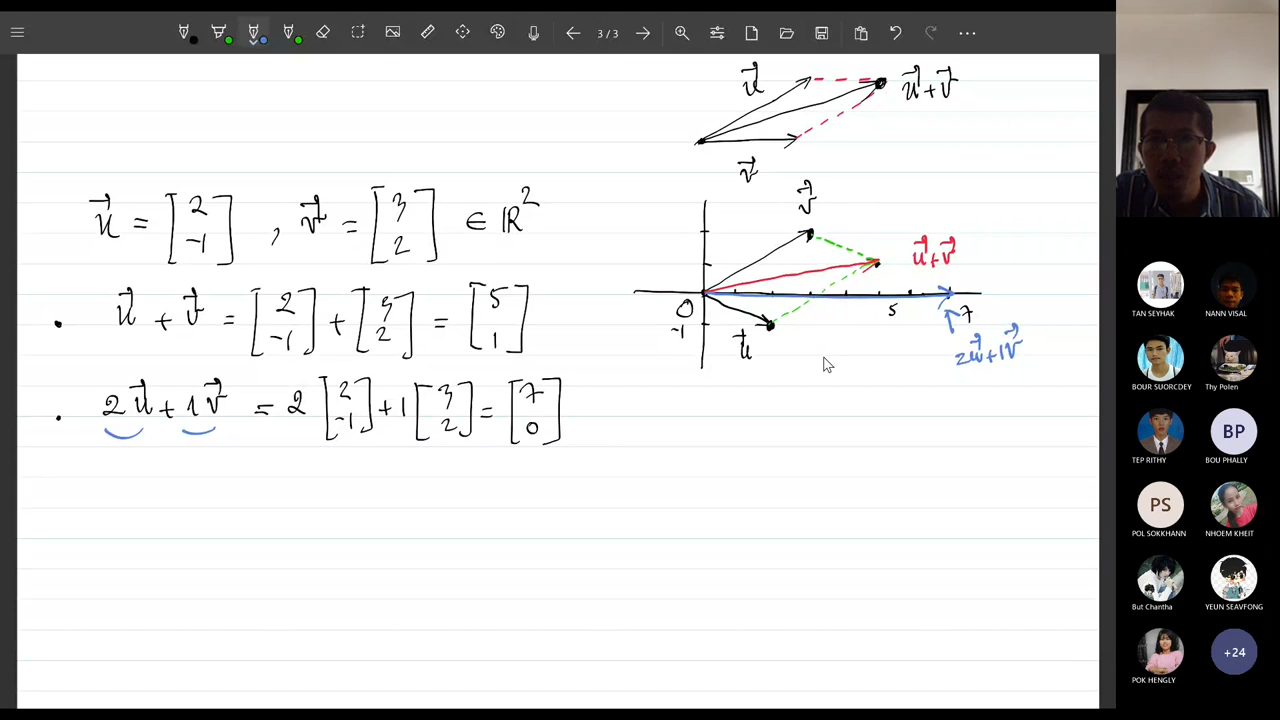 3/3
u⃗
u⃗+v⃗
v⃗
u⃗ = [2 -1] , v⃗ = [3 2] ∈ ℝ²
• u⃗ + v⃗ = [2 -1] + [3 2] = [5 1]
• 2u⃗ + 1v⃗ = 2 [2 -1] + 1 [3 2] = [7 0]
v⃗
u⃗+v⃗
0 5 7
-1
u⃗
2u⃗+1v⃗
TAN SEYHAK
NANN VISAL
BOUR SUORCDEY
Thy Polen
TEP RITHY
BP
BOU PHALLY
PS
POL SOKKHANN
NHOEM KHEIT
But Chantha
YEUN SEAVFONG
POK HENGLY
+24